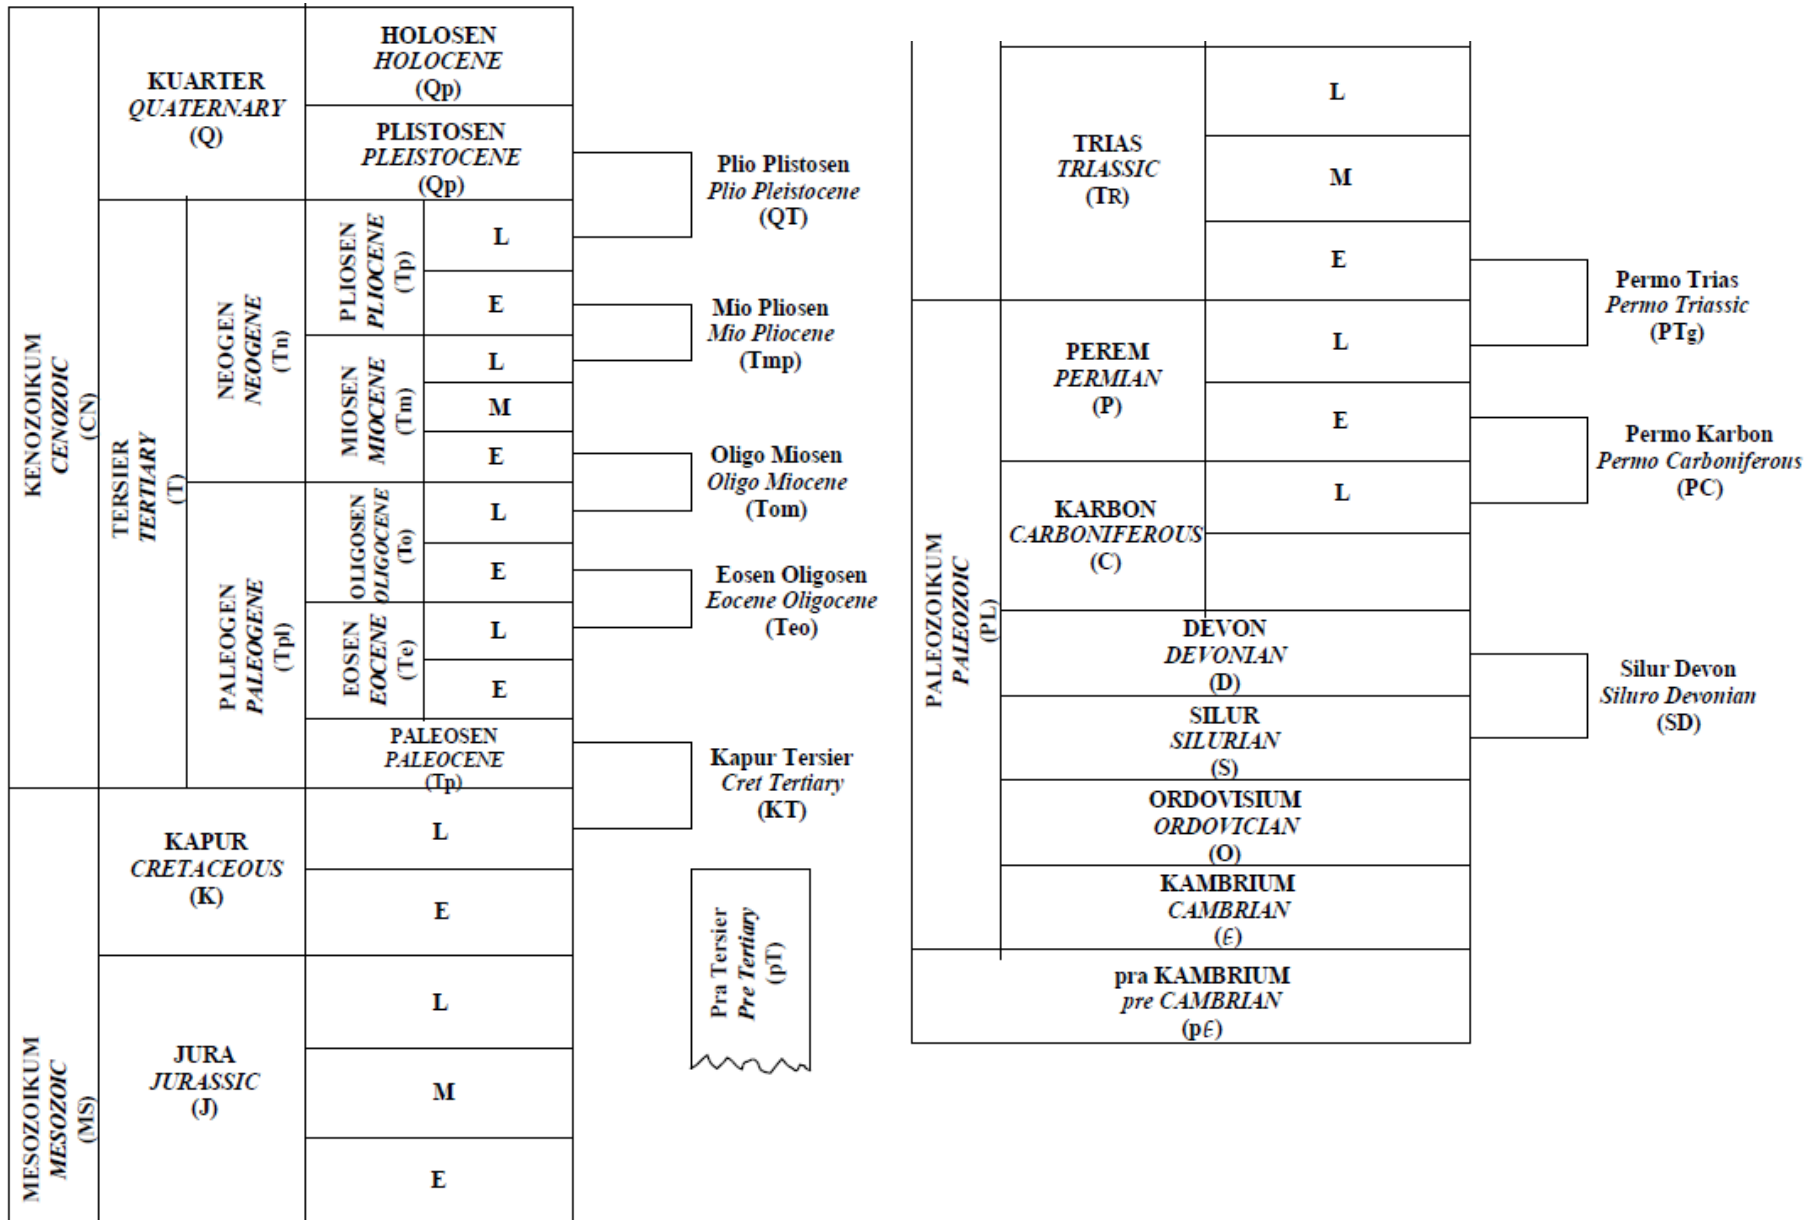 KENOZOIKUM
CENOZOIC
(CN)
KUARTER
QUATERNARY
(Q)
HOLOSEN
HOLOCENE
(Qp)
PLISTOSEN
PLEISTOCENE
(Qp)
TERSIER
TERTIARY
(T)
NEOGEN
NEOGENE
(Tn)
PLIOSEN
PLIOCENE
(Tp)
L
E
MIOSEN
MIOCENE
(Tm)
L
M
E
PALEOGEN
PALEOGENE
(Tpl)
OLIGOSEN
OLIGOCENE
(To)
L
E
EOSEN
EOCENE
(Te)
L
E
PALEOSEN
PALEOCENE
(Tp)
MESOZOIKUM
MESOZOIC
(MS)
KAPUR
CRETACEOUS
(K)
L
E
JURA
JURASSIC
(J)
L
M
E
Plio Plistosen
Plio Pleistocene
(QT)
Mio Pliosen
Mio Pliocene
(Tmp)
Oligo Miosen
Oligo Miocene
(Tom)
Eosen Oligosen
Eocene Oligocene
(Teo)
Kapur Tersier
Cret Tertiary
(KT)
Pra Tersier
Pre Tertiary
(pT)
TRIAS
TRIASSIC
(TR)
L
M
E
PALEOZOIKUM
PALEOZOIC
(PL)
PEREM
PERMIAN
(P)
L
E
KARBON
CARBONIFEROUS
(C)
L
DEVON
DEVONIAN
(D)
SILUR
SILURIAN
(S)
ORDOVISIUM
ORDOVICIAN
(O)
KAMBRIUM
CAMBRIAN
(Ꞓ)
pra KAMBRIUM
pre CAMBRIAN
(pꞒ)
Permo Trias
Permo Triassic
(PTg)
Permo Karbon
Permo Carboniferous
(PC)
Silur Devon
Siluro Devonian
(SD)